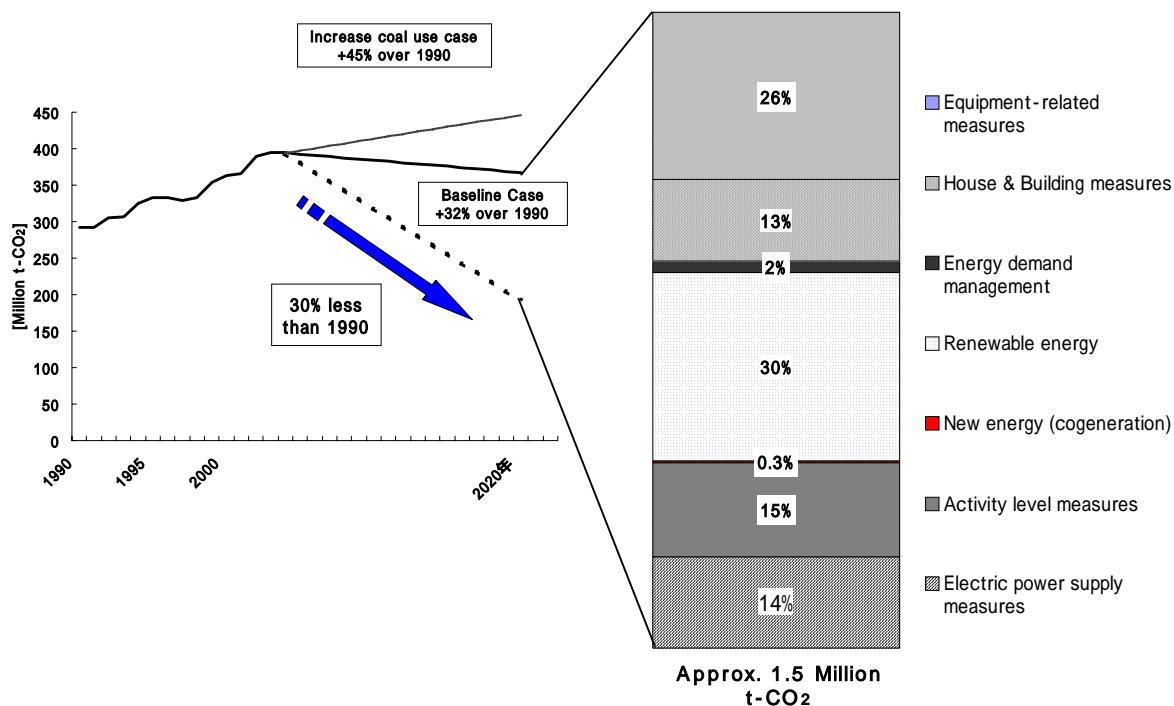 Increase coal use case
+45% over 1990
450
400
350
300
250
200
150
100
50
0
[Million t-CO2]
1990
1995
2000
2020年
Baseline Case
+32% over 1990
30% less
than 1990
26%
13%
2%
30%
0.3%
15%
14%
Approx. 1.5 Million
t-CO2
Equipment-related
measures
House & Building measures
Energy demand
management
Renewable energy
New energy (cogeneration)
Activity level measures
Electric power supply
measures